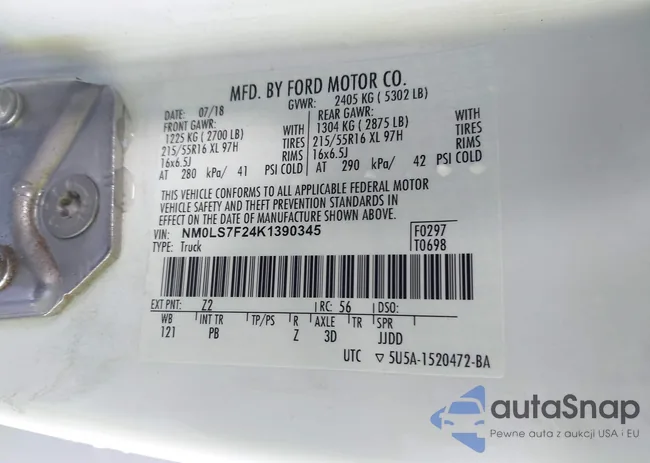 MFD. BY FORD MOTOR CO.
DATE: 07/18 GVWR: 2405 KG ( 5302 LB)
FRONT GAWR: REAR GAWR:
1225 KG ( 2700 LB) WITH 1304 KG ( 2875 LB) WITH
215/55R16 XL 97H TIRES 215/55R16 XL 97H TIRES
16x6.5J RIMS 16x6.5J RIMS
AT 280 kPa/ 41 PSI COLD AT 290 kPa/ 42 PSI COLD
THIS VEHICLE CONFORMS TO ALL APPLICABLE FEDERAL MOTOR
VEHICLE SAFETY AND THEFT PREVENTION STANDARDS IN
EFFECT ON THE DATE OF MANUFACTURE SHOWN ABOVE.
VIN: NM0LS7F24K1390345 F0297
TYPE: Truck T0698
EXT PNT: Z2 RC: 56 DSO:
WB INT TR TP/PS R AXLE TR SPR
121 PB Z 3D JJDD
UTC ▽ 5U5A-1520472-BA
autaSnap
Pewne auta z aukcji USA i EU